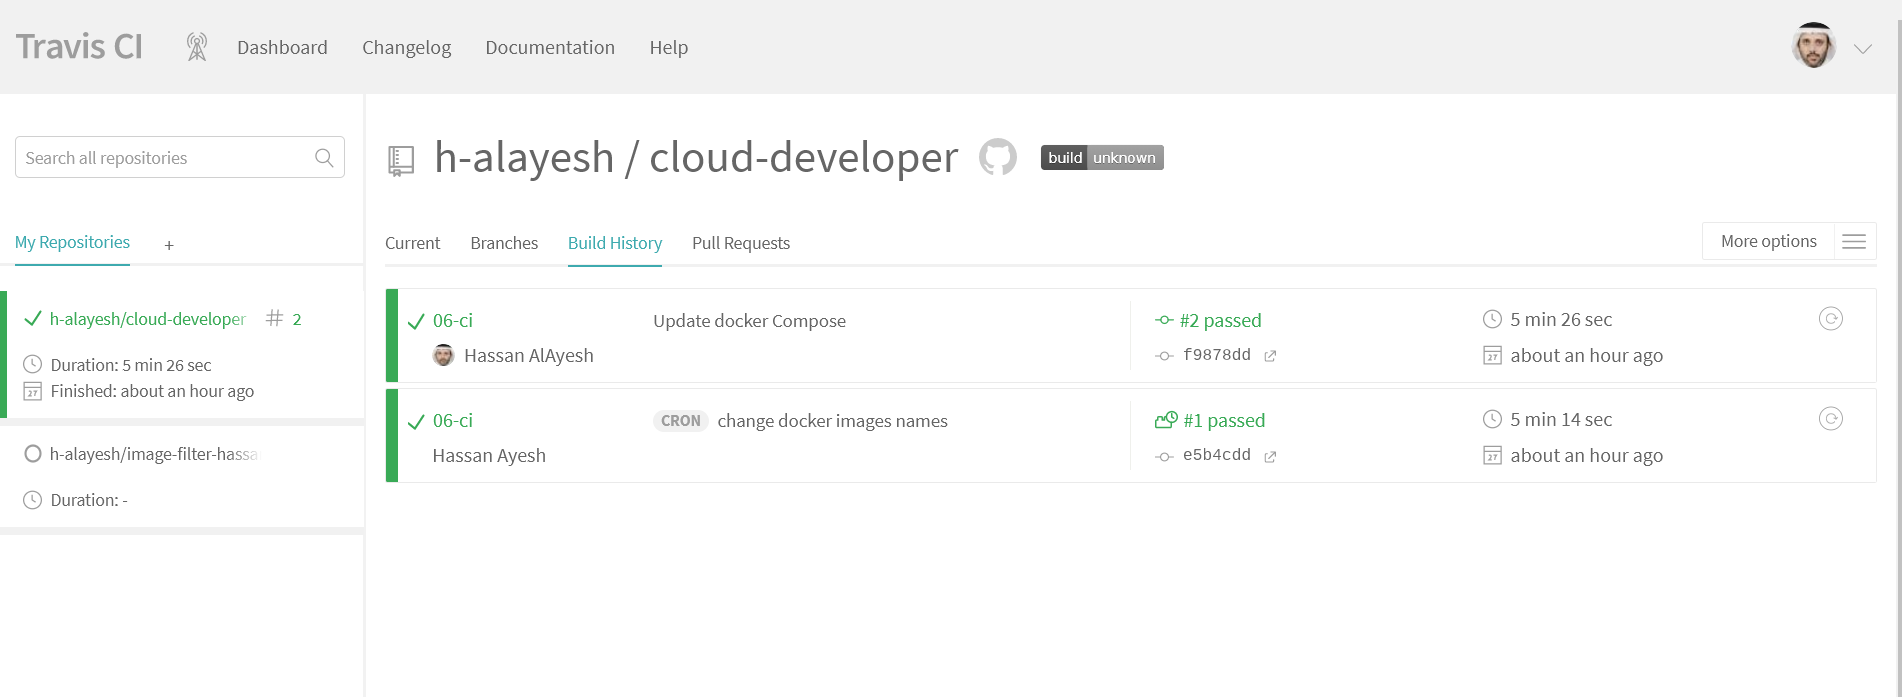 Travis CI
Dashboard
Changelog
Documentation
Help
Search all repositories
My Repositories
+
h-alayesh/cloud-developer # 2
Duration: 5 min 26 sec
27 Finished: about an hour ago
h-alayesh/image-filter-hassa
Duration: -
h-alayesh / cloud-developer
build unknown
Current
Branches
Build History
Pull Requests
More options
06-ci
Update docker Compose
#2 passed
5 min 26 sec
Hassan AlAyesh
f9878dd
27 about an hour ago
06-ci
CRON change docker images names
#1 passed
5 min 14 sec
Hassan Ayesh
e5b4cdd
27 about an hour ago